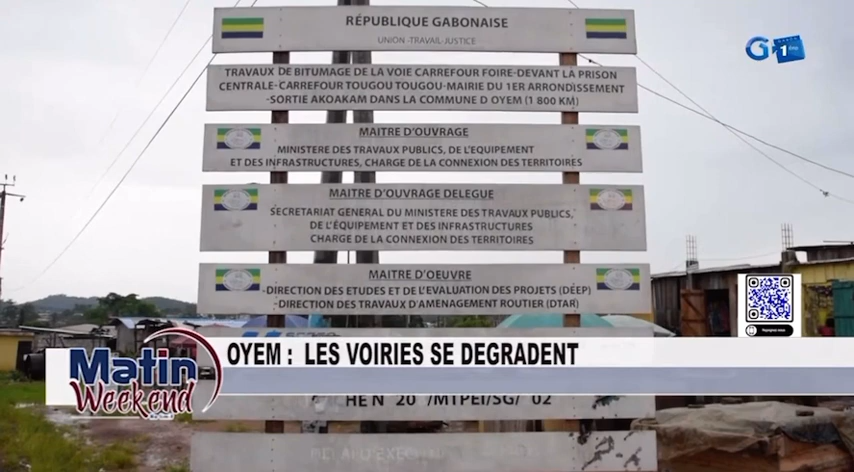 RÉPUBLIQUE GABONAISE
UNION-TRAVAIL-JUSTICE
TRAVAUX DE BITUMAGE DE LA VOIE CARREFOUR FOIRE-DEVANT LA PRISON
CENTRALE-CARREFOUR TOUGOU TOUGOU-MAIRIE DU 1ER ARRONDISSEMENT
-SORTIE AKOAKAM DANS LA COMMUNE D OYEM (1 800 KM)
MAITRE D'OUVRAGE
MINISTERE DES TRAVAUX PUBLICS, DE L'EQUIPEMENT
ET DES INFRASTRUCTURES, CHARGE DE LA CONNEXION DES TERRITOIRES
MAITRE D'OUVRAGE DELEGUE
SECRETARIAT GENERAL DU MINISTERE DES TRAVAUX PUBLICS,
DE L'ÉQUIPEMENT ET DES INFRASTRUCTURES
CHARGE DE LA CONNEXION DES TERRITOIRES
MAITRE D'OEUVRE
-DIRECTION DES ETUDES ET DE L'EVALUATION DES PROJETS (DÉEP)
-DIRECTION DES TRAVAUX D'AMENAGEMENT ROUTIER (DTAR)
G 1ère
OYEM : LES VOIRIES SE DEGRADENT
Matin
Weekend
HE N 20 /MTPEI/SG/ 02